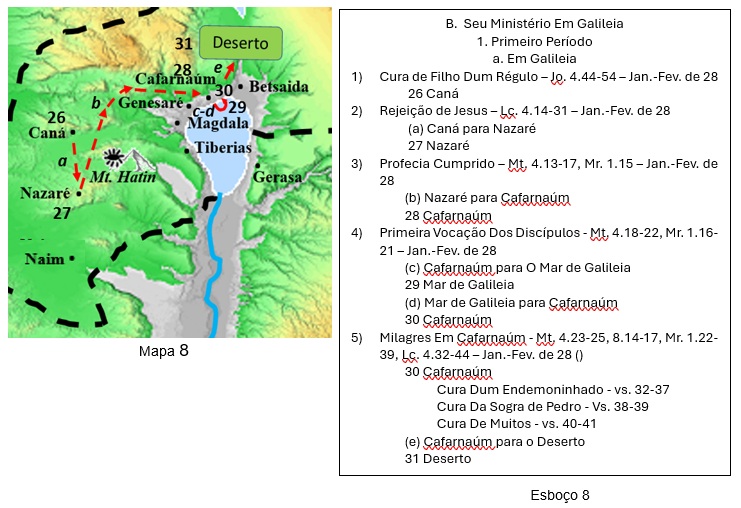 31
Deserto
e
28
Cafarnaúm
30
Betsaida
b
Genesaré
29
c-d
26
Magdala
Caná
Tiberias
a
Mt. Hatin
Gerasa
Nazaré
27
Naim
Mapa 8
B. Seu Ministério Em Galileia
1. Primeiro Período
a. Em Galileia
1) Cura de Filho Dum Régulo – Jo. 4.44-54 – Jan.-Fev. de 28
26 Caná
2) Rejeição de Jesus – Lc. 4.14-31 – Jan.-Fev. de 28
(a) Caná para Nazaré
27 Nazaré
3) Profecia Cumprido – Mt. 4.13-17, Mr. 1.15 – Jan.-Fev. de
28
(b) Nazaré para Cafarnaúm
28 Cafarnaúm
4) Primeira Vocação Dos Discípulos - Mt. 4.18-22, Mr. 1.16-
21 – Jan.-Fev. de 28
(c) Cafarnaúm para O Mar de Galileia
29 Mar de Galileia
(d) Mar de Galileia para Cafarnaúm
30 Cafarnaúm
5) Milagres Em Cafarnaúm - Mt. 4.23-25, 8.14-17, Mr. 1.22-
39, Lc. 4.32-44 – Jan.-Fev. de 28 ()
30 Cafarnaúm
Cura Dum Endemoninhado - vs. 32-37
Cura Da Sogra de Pedro - Vs. 38-39
Cura De Muitos - vs. 40-41
(e) Cafarnaúm para o Deserto
31 Deserto
Esboço 8